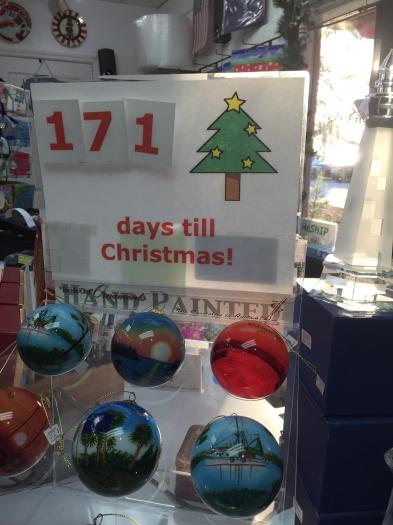 171
days till
Christmas!
HAND PAINTED